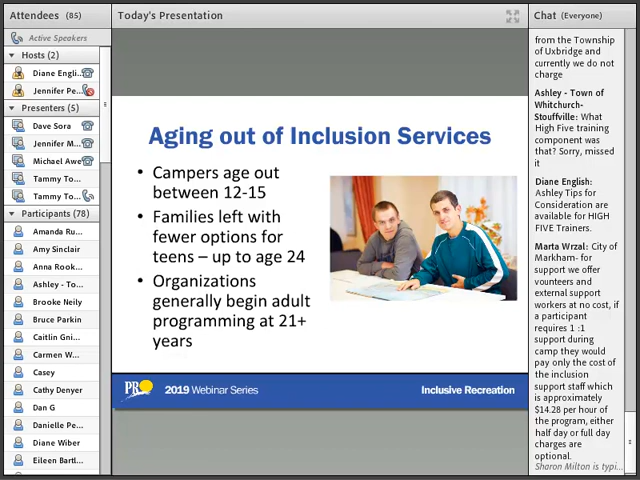 Attendees (85)
Active Speakers
Hosts (2)
Diane Engli...
Jennifer Pe...
Presenters (5)
Dave Sora
Jennifer M...
Michael Awe
Tammy To...
Tammy To...
Participants (78)
Amanda Ru...
Amy Sinclair
Anna Rook...
Ashley - To...
Brooke Neily
Bruce Parkin
Caitlin Gni...
Carmen W...
Casey
Cathy Denyer
Dan G
Danielle Pe...
Diane Wiber
Eileen Bartl...
Today's Presentation
Aging out of Inclusion Services
• Campers age out
between 12-15
• Families left with
fewer options for
teens – up to age 24
• Organizations
generally begin adult
programming at 21+
years
PRO
2019 Webinar Series
Inclusive Recreation
Chat (Everyone)
from the Township
of Uxbridge and
currently we do not
charge
Ashley - Town of
Whitchurch-
Stouffville: What
High Five training
component was
that? Sorry, missed
it
Diane English:
Ashley Tips for
Consideration are
available for HIGH
FIVE Trainers.
Marta Wrzal: City of
Markham- for
support we offer
vounteers and
external support
workers at no cost, if
a participant
requires 1 :1
support during
camp they would
pay only the cost of
the inclusion
support staff which
is approximately
$14.28 per hour of
the program, either
half day or full day
charges are
optional.
Sharon Milton is typi...